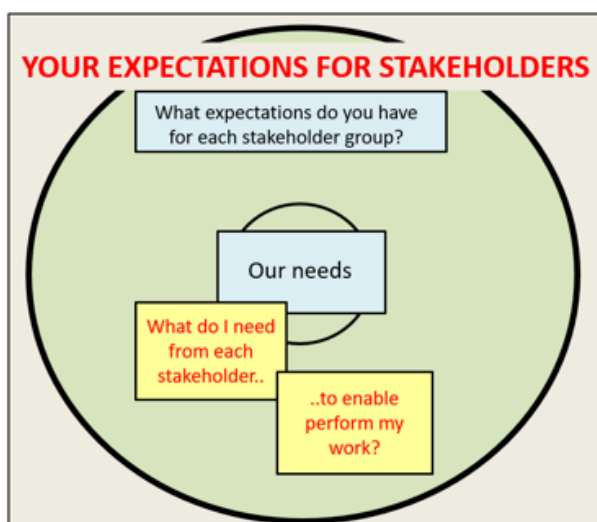 YOUR EXPECTATIONS FOR STAKEHOLDERS
What expectations do you have
for each stakeholder group?
Our needs
What do I need
from each
stakeholder..
..to enable
perform my
work?